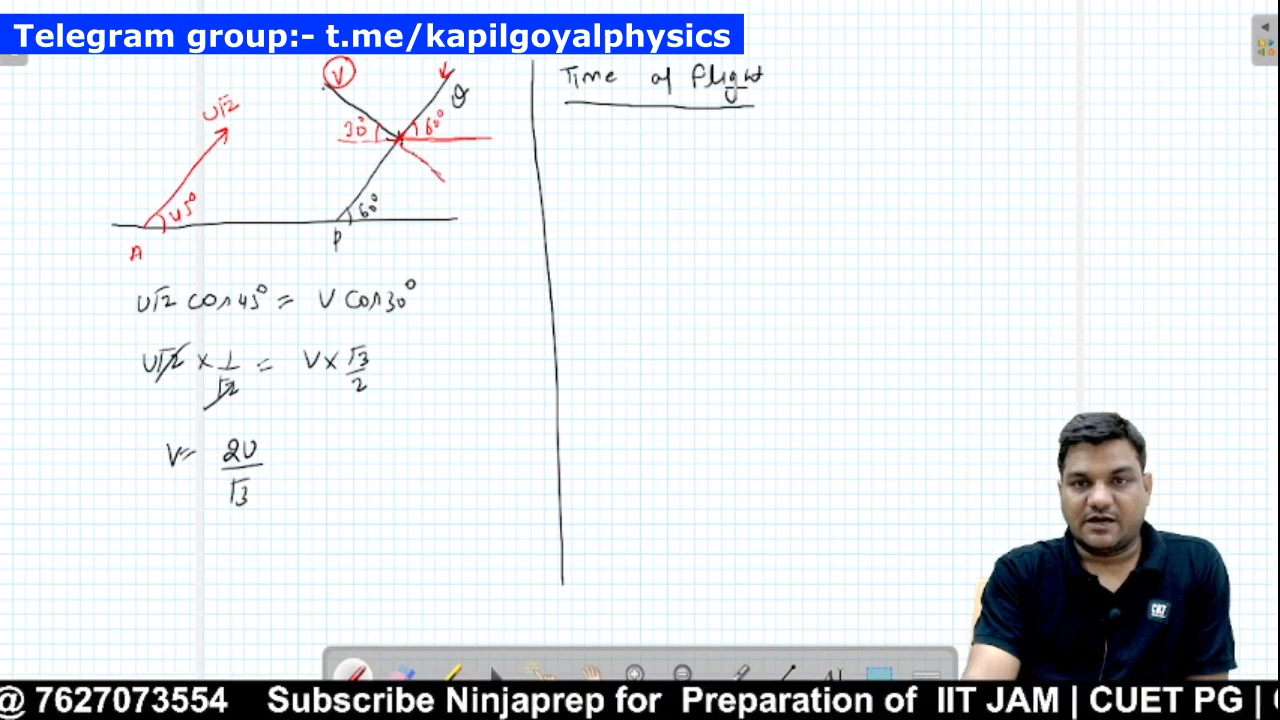 Telegram group:- t.me/kapilgoyalphysics
V
θ
30° 60°
U√2
45°
60°
A
P
U√2 cos 45° = V cos 30°
U√2 × 1/√2 = V × √3/2
V = 2U/√3
Time of flight
@ 7627073554 Subscribe Ninjaprep for Preparation of IIT JAM | CUET PG |